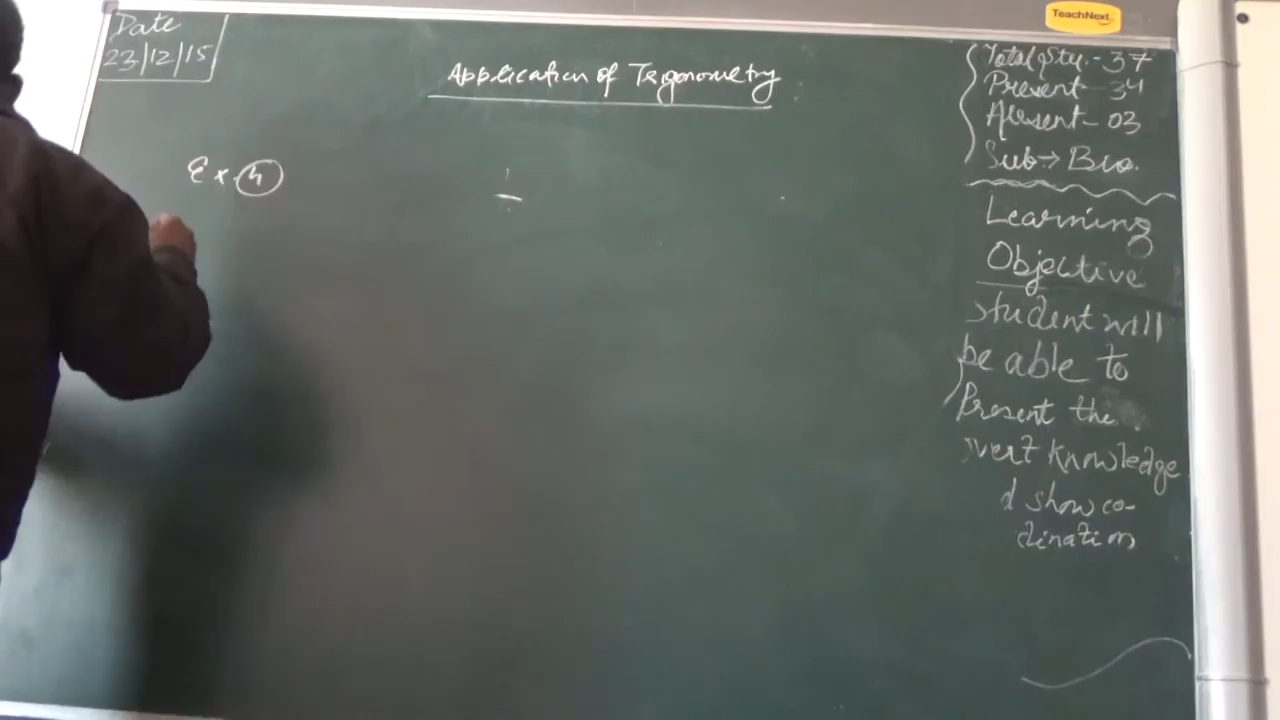 Date
23/12/15
Application of Trigonometry
TeachNext
Ex 4
Total Stu.- 37
Present- 34
Absent- 03
Sub→ Bio.
Learning
Objective
student will
be able to
Present the
knowledge
show co-
dination